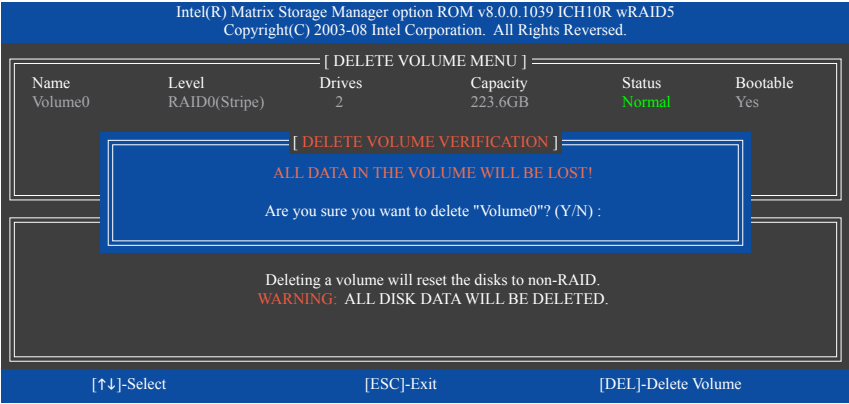 Intel(R) Matrix Storage Manager option ROM v8.0.0.1039 ICH10R wRAID5
Copyright(C) 2003-08 Intel Corporation.  All Rights Reversed.
[ DELETE VOLUME MENU ]
Name Level Drives Capacity Status Bootable
Volume0 RAID0(Stripe) 2 223.6GB Normal Yes
[ DELETE VOLUME VERIFICATION ]
ALL DATA IN THE VOLUME WILL BE LOST!
Are you sure you want to delete "Volume0"? (Y/N) :
Deleting a volume will reset the disks to non-RAID.
WARNING:  ALL DISK DATA WILL BE DELETED.
[↑↓]-Select [ESC]-Exit [DEL]-Delete Volume